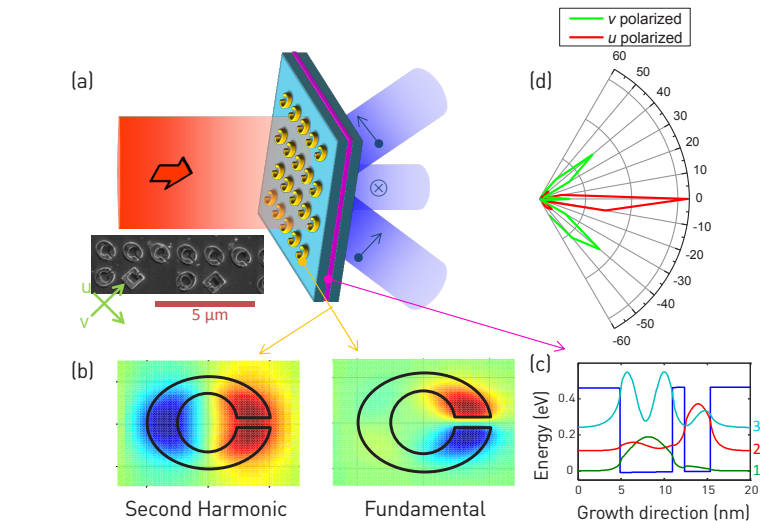 v polarized
u polarized
(a)
(d)
60
50
40
30
20
10
0
-10
-20
-30
-40
-50
-60
u
v
5 μm
(b)
Second Harmonic
Fundamental
(c)
Energy (eV)
0.4
0.2
0
3
2
1
0
5
10
15
20
Growth direction (nm)
60